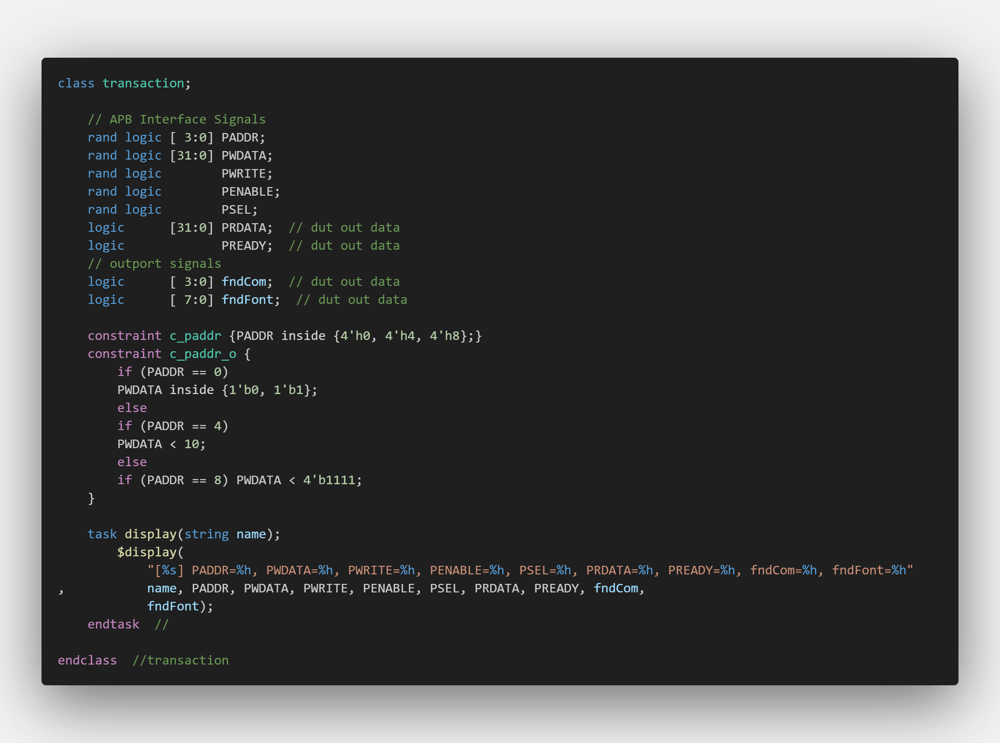 class transaction;

    // APB Interface Signals
    rand logic [ 3:0] PADDR;
    rand logic [31:0] PWDATA;
    rand logic        PWRITE;
    rand logic        PENABLE;
    rand logic        PSEL;
    logic      [31:0] PRDATA;  // dut out data
    logic             PREADY;  // dut out data
    // outport signals
    logic      [ 3:0] fndCom;  // dut out data
    logic      [ 7:0] fndFont;  // dut out data

    constraint c_paddr {PADDR inside {4'h0, 4'h4, 4'h8};}
    constraint c_paddr_o {
        if (PADDR == 0)
        PWDATA inside {1'b0, 1'b1};
        else
        if (PADDR == 4)
        PWDATA < 10;
        else
        if (PADDR == 8) PWDATA < 4'b1111;
    }

    task display(string name);
        $display(
            "[%s] PADDR=%h, PWDATA=%h, PWRITE=%h, PENABLE=%h, PSEL=%h, PRDATA=%h, PREADY=%h, fndCom=%h, fndFont=%h"
,           name, PADDR, PWDATA, PWRITE, PENABLE, PSEL, PRDATA, PREADY, fndCom,
            fndFont);
    endtask  //

endclass  //transaction